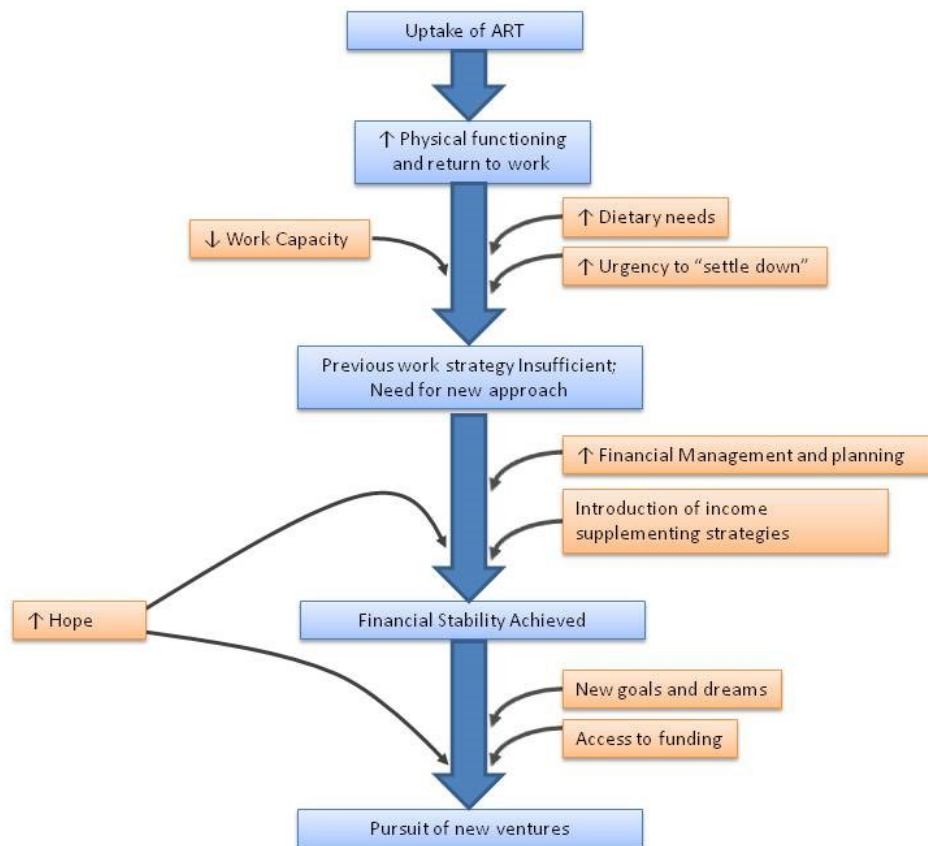 Uptake of ART
↑ Physical functioning
and return to work
↑ Dietary needs
↓ Work Capacity
↑ Urgency to “settle down”
Previous work strategy Insufficient;
Need for new approach
↑ Financial Management and planning
Introduction of income
supplementing strategies
↑ Hope
Financial Stability Achieved
New goals and dreams
Access to funding
Pursuit of new ventures